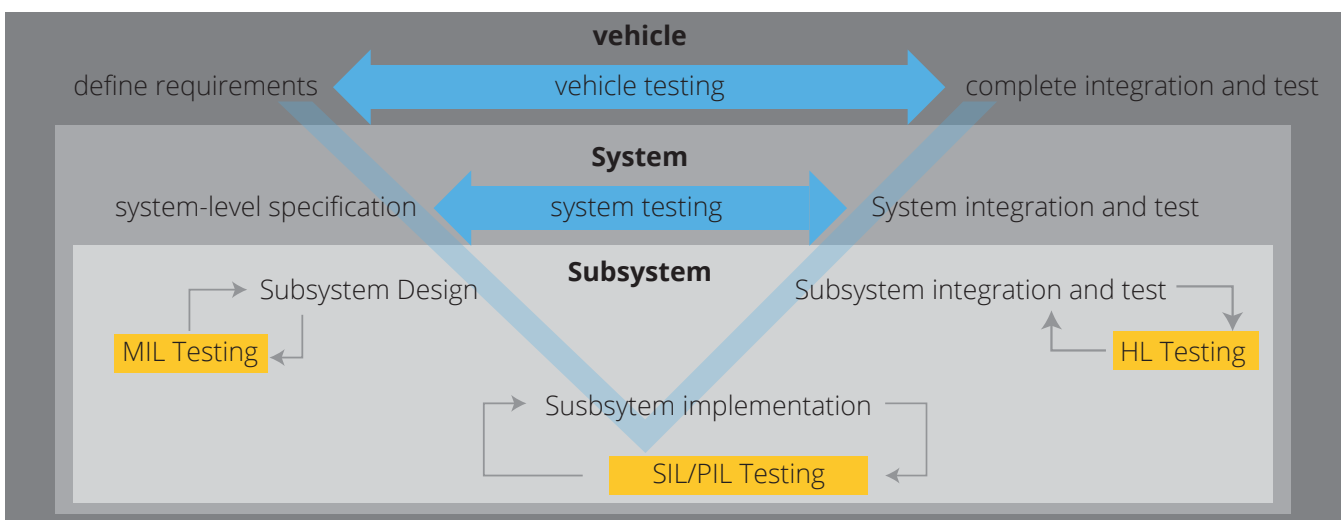 vehicle
define requirements
vehicle testing
complete integration and test
System
system-level specification
system testing
System integration and test
Subsystem
Subsystem Design
Subsystem integration and test
MIL Testing
HL Testing
Susbsytem implementation
SIL/PIL Testing